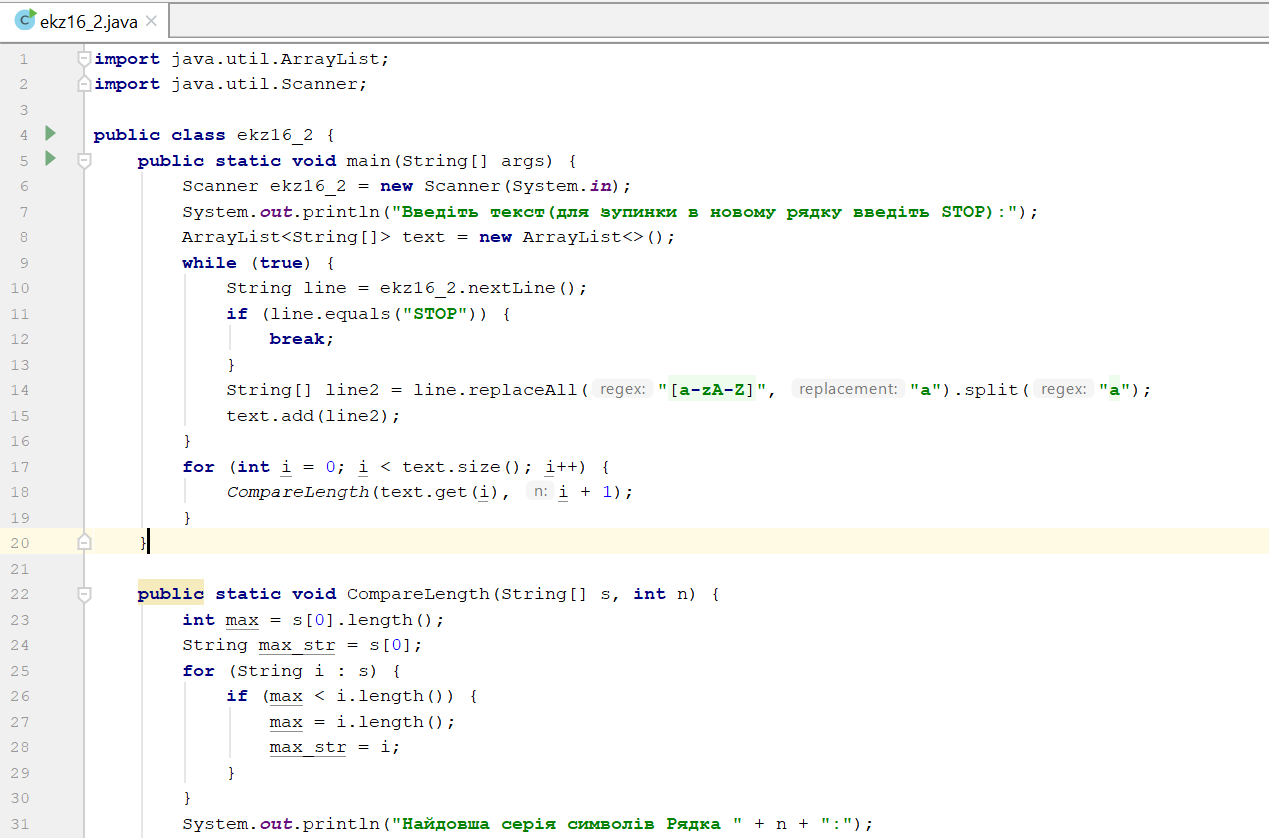 ekz16_2.java
1 import java.util.ArrayList;
2 import java.util.Scanner;
3
4 public class ekz16_2 {
5 public static void main(String[] args) {
6 Scanner ekz16_2 = new Scanner(System.in);
7 System.out.println("Введіть текст(для зупинки в новому рядку введіть STOP):");
8 ArrayList<String[]> text = new ArrayList<>();
9 while (true) {
10 String line = ekz16_2.nextLine();
11 if (line.equals("STOP")) {
12 break;
13 }
14 String[] line2 = line.replaceAll( regex: "[a-zA-Z]", replacement: "a").split( regex: "a");
15 text.add(line2);
16 }
17 for (int i = 0; i < text.size(); i++) {
18 CompareLength(text.get(i), n: i + 1);
19 }
20 }
21
22 public static void CompareLength(String[] s, int n) {
23 int max = s[0].length();
24 String max_str = s[0];
25 for (String i : s) {
26 if (max < i.length()) {
27 max = i.length();
28 max_str = i;
29 }
30 }
31 System.out.println("Найдовша серія символів Рядка " + n + ":");